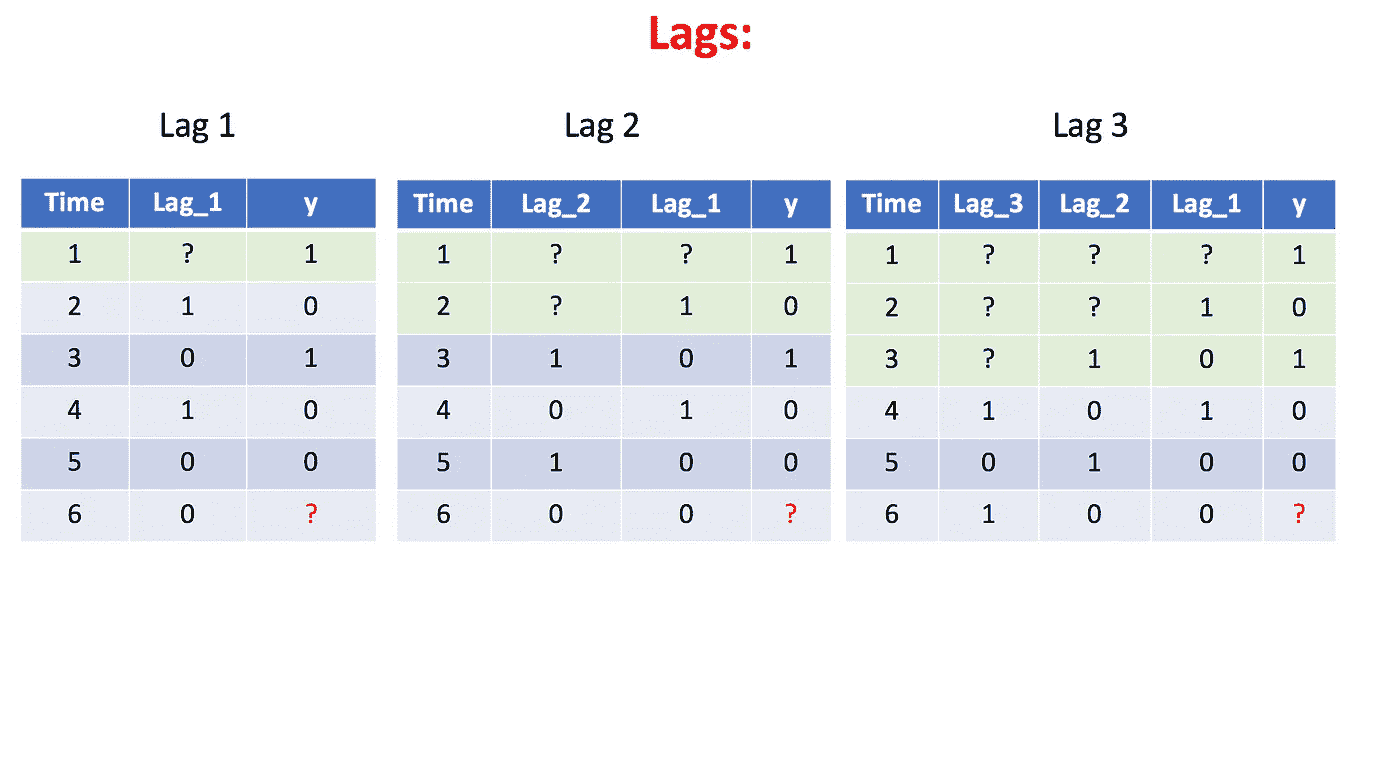 Lags:
Lag 1
Time Lag_1 y
1 ? 1
2 1 0
3 0 1
4 1 0
5 0 0
6 0 ?
Lag 2
Time Lag_2 Lag_1 y
1 ? ? 1
2 ? 1 0
3 1 0 1
4 0 1 0
5 1 0 0
6 0 0 ?
Lag 3
Time Lag_3 Lag_2 Lag_1 y
1 ? ? ? 1
2 ? ? 1 0
3 ? 1 0 1
4 1 0 1 0
5 0 1 0 0
6 1 0 0 ?